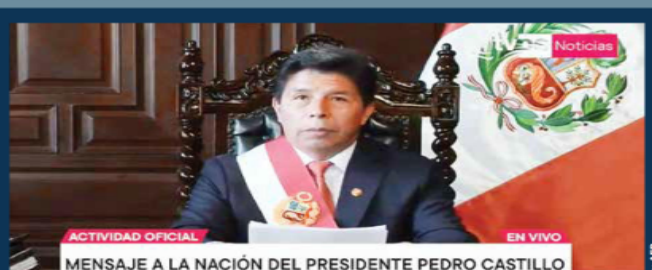 Noticias
ACTIVIDAD OFICIAL
EN VIVO
MENSAJE A LA NACIÓN DEL PRESIDENTE PEDRO CASTILLO